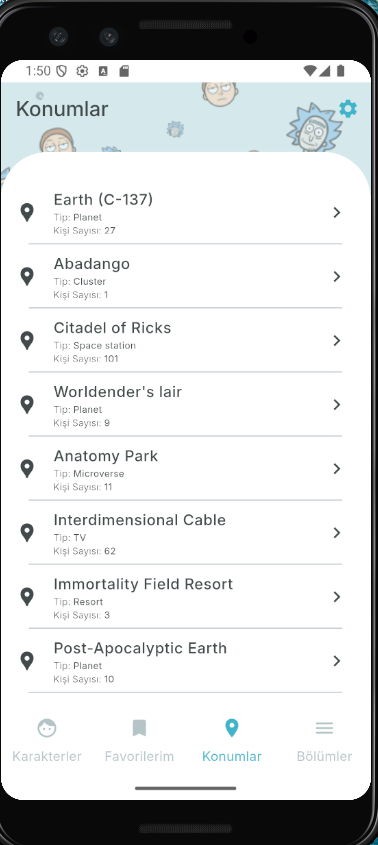 1:50
Konumlar
Earth (C-137)
Tip: Planet
Kişi Sayısı: 27
Abadango
Tip: Cluster
Kişi Sayısı: 1
Citadel of Ricks
Tip: Space station
Kişi Sayısı: 101
Worldender's lair
Tip: Planet
Kişi Sayısı: 9
Anatomy Park
Tip: Microverse
Kişi Sayısı: 11
Interdimensional Cable
Tip: TV
Kişi Sayısı: 62
Immortality Field Resort
Tip: Resort
Kişi Sayısı: 3
Post-Apocalyptic Earth
Tip: Planet
Kişi Sayısı: 10
Karakterler Favorilerim Konumlar Bölümler